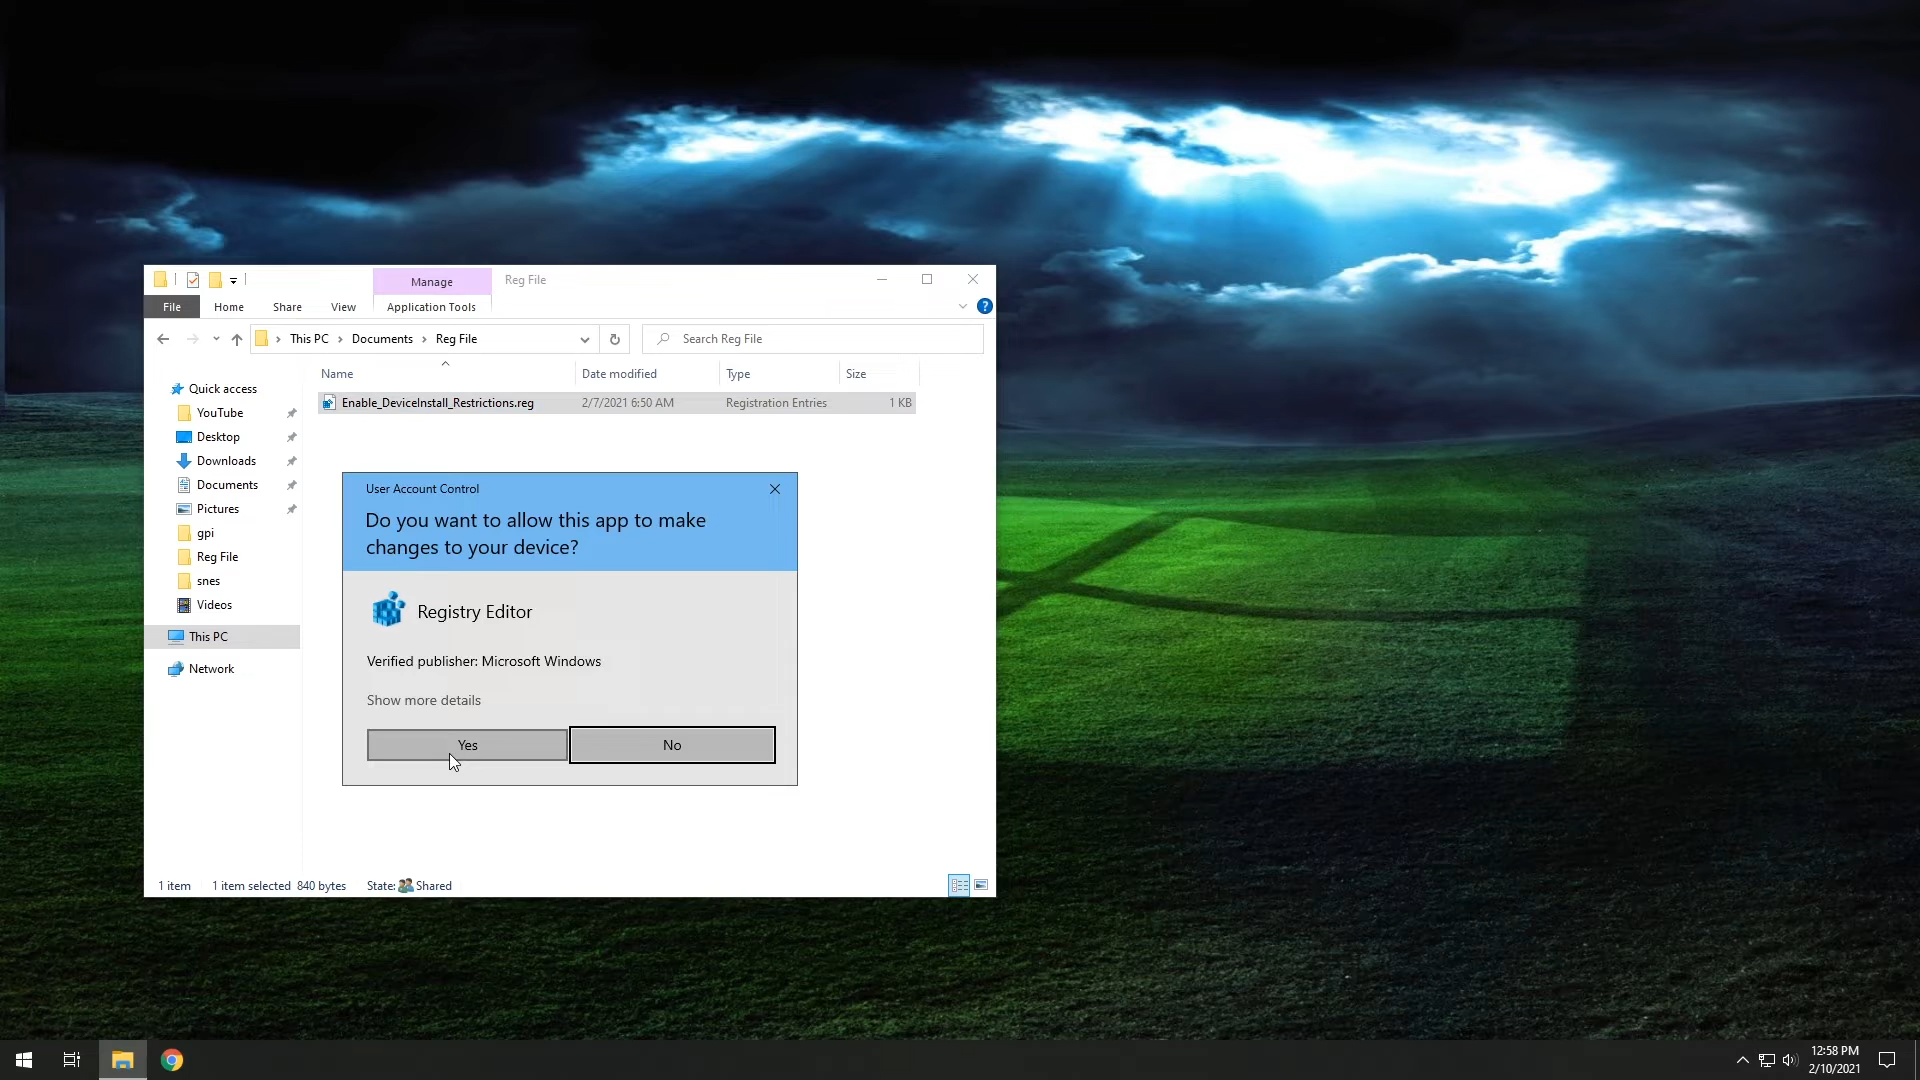 Manage
Reg File
File
Home
Share
View
Application Tools
?
This PC
Documents
Reg File
Search Reg File
Name
Date modified
Type
Size
Enable_DeviceInstall_Restrictions.reg
2/7/2021 6:50 AM
Registration Entries
1 KB
Quick access
YouTube
Desktop
Downloads
Documents
Pictures
gpi
Reg File
snes
Videos
This PC
Network
User Account Control
Do you want to allow this app to make
changes to your device?
Registry Editor
Verified publisher: Microsoft Windows
Show more details
Yes
No
1 item
1 item selected 840 bytes
State: Shared
12:58 PM
2/10/2021